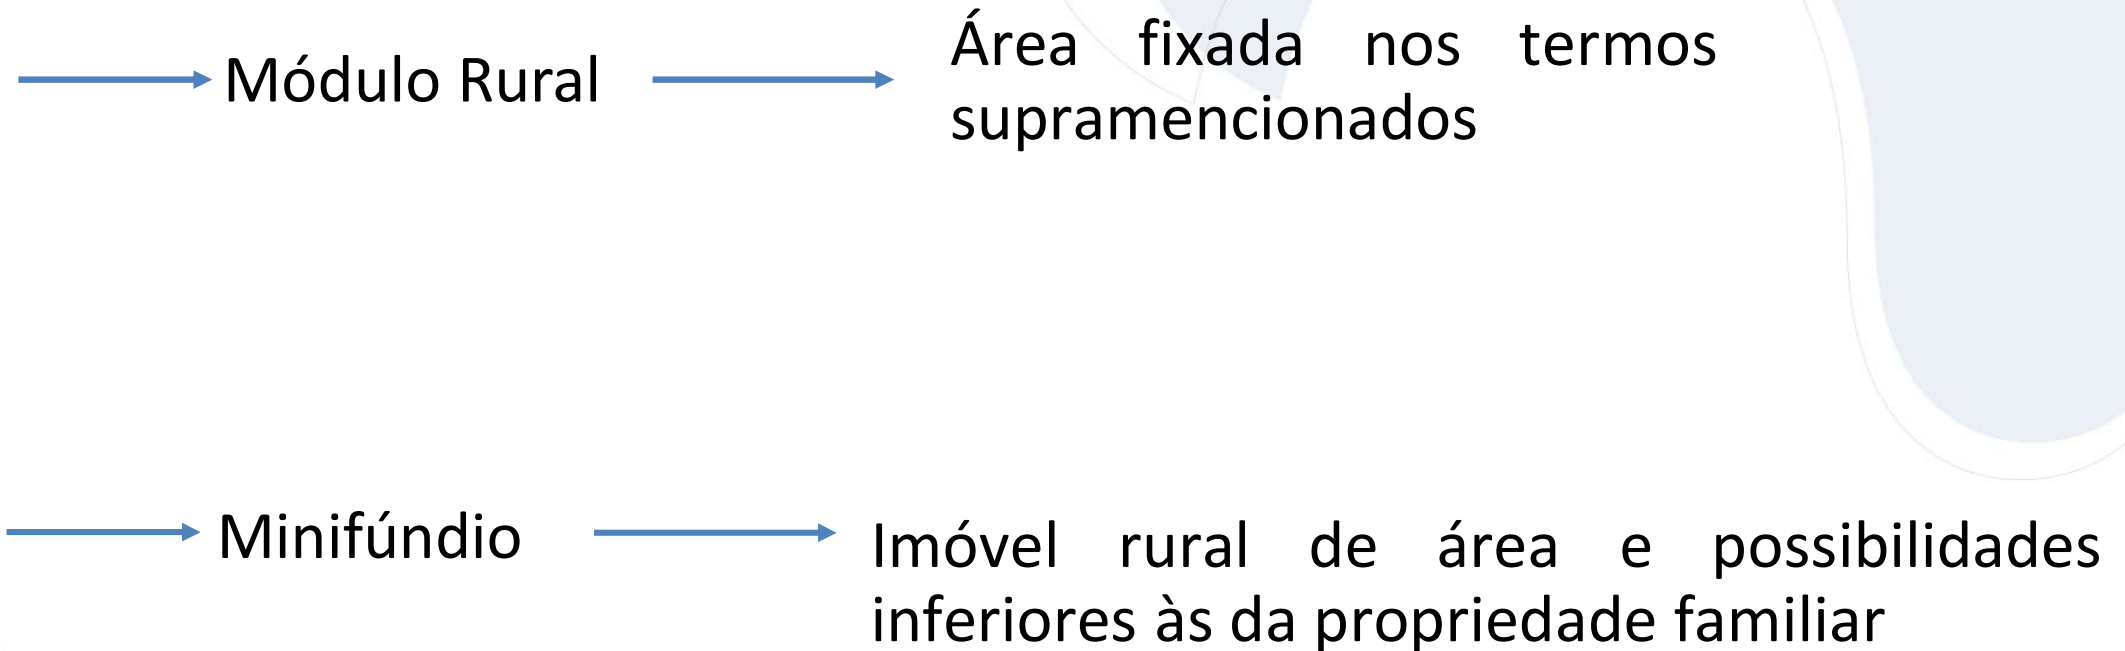 Módulo Rural
Área fixada nos termos
supramencionados
Minifúndio
Imóvel rural de área e possibilidades
inferiores às da propriedade familiar